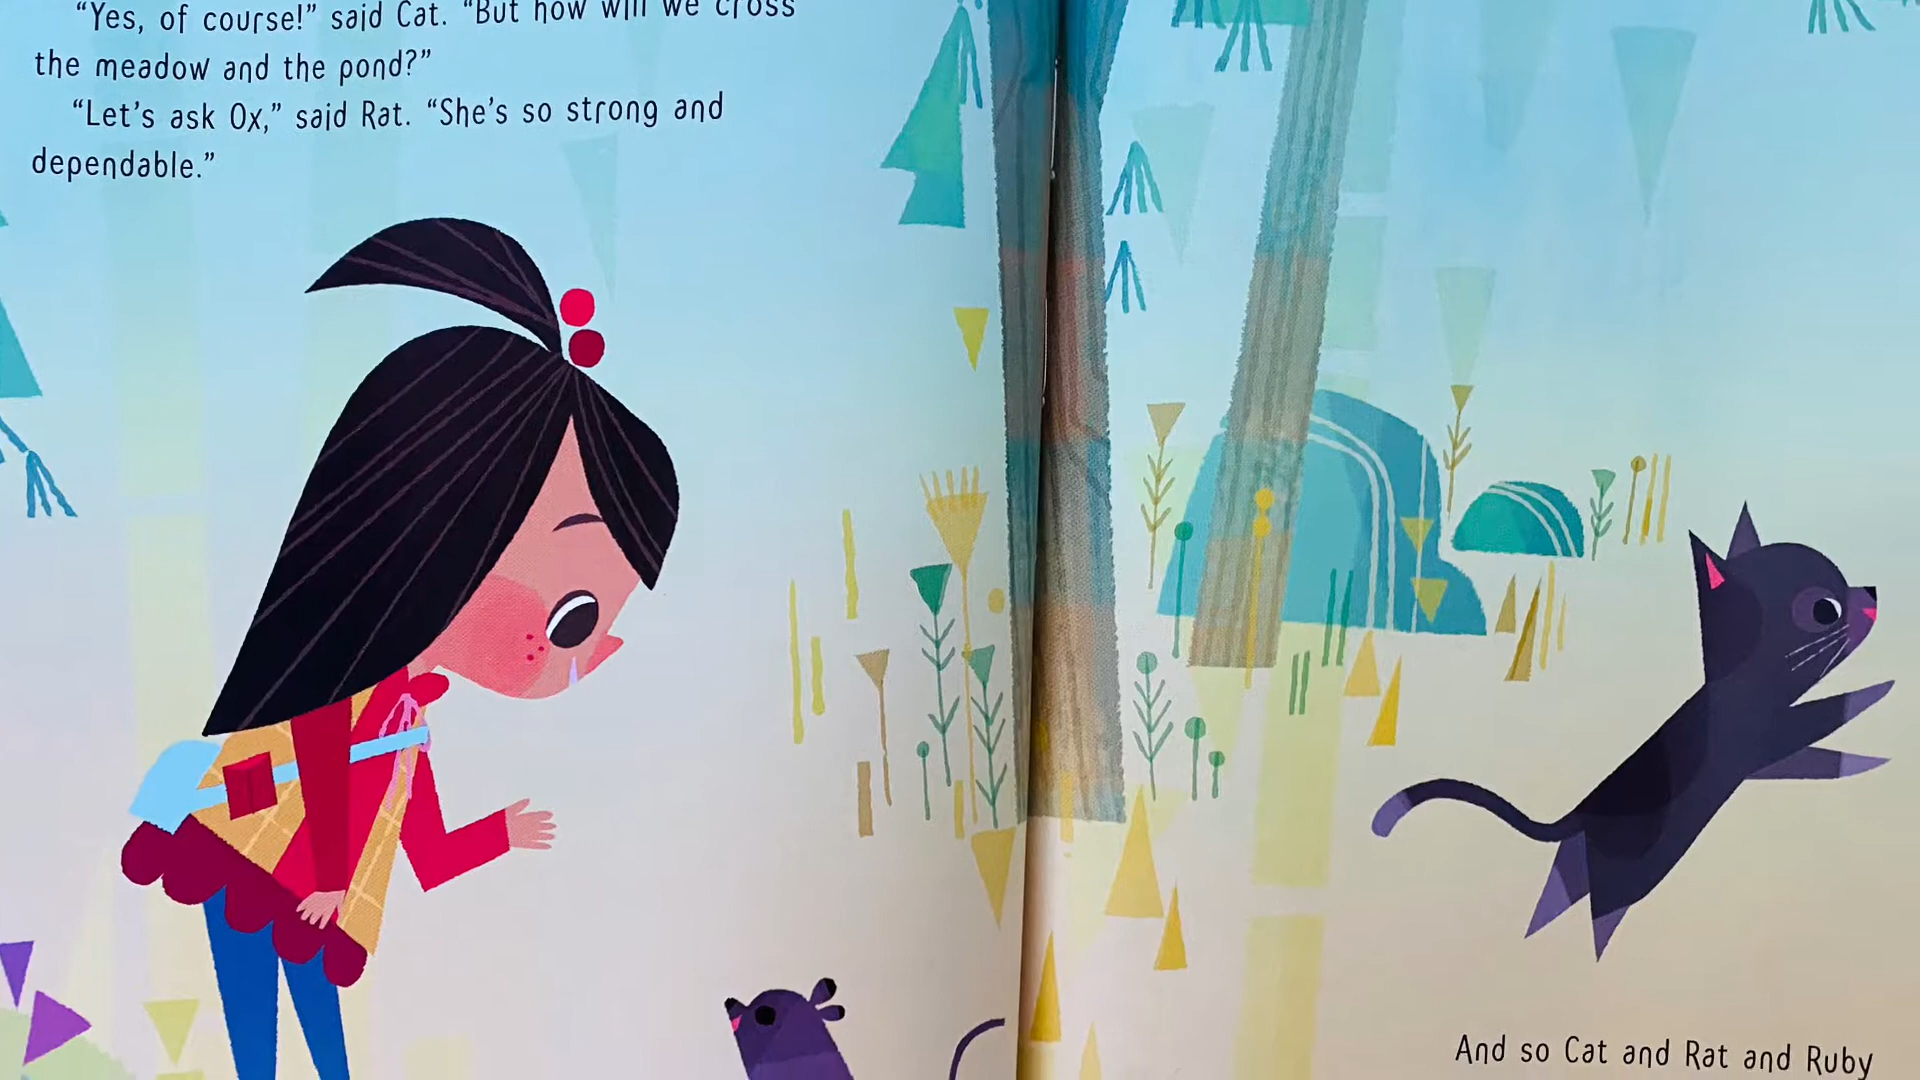 “Yes, of course!” said Cat. “But how will we cross
the meadow and the pond?”
“Let’s ask Ox,” said Rat. “She’s so strong and
dependable.”
And so Cat and Rat and Ruby